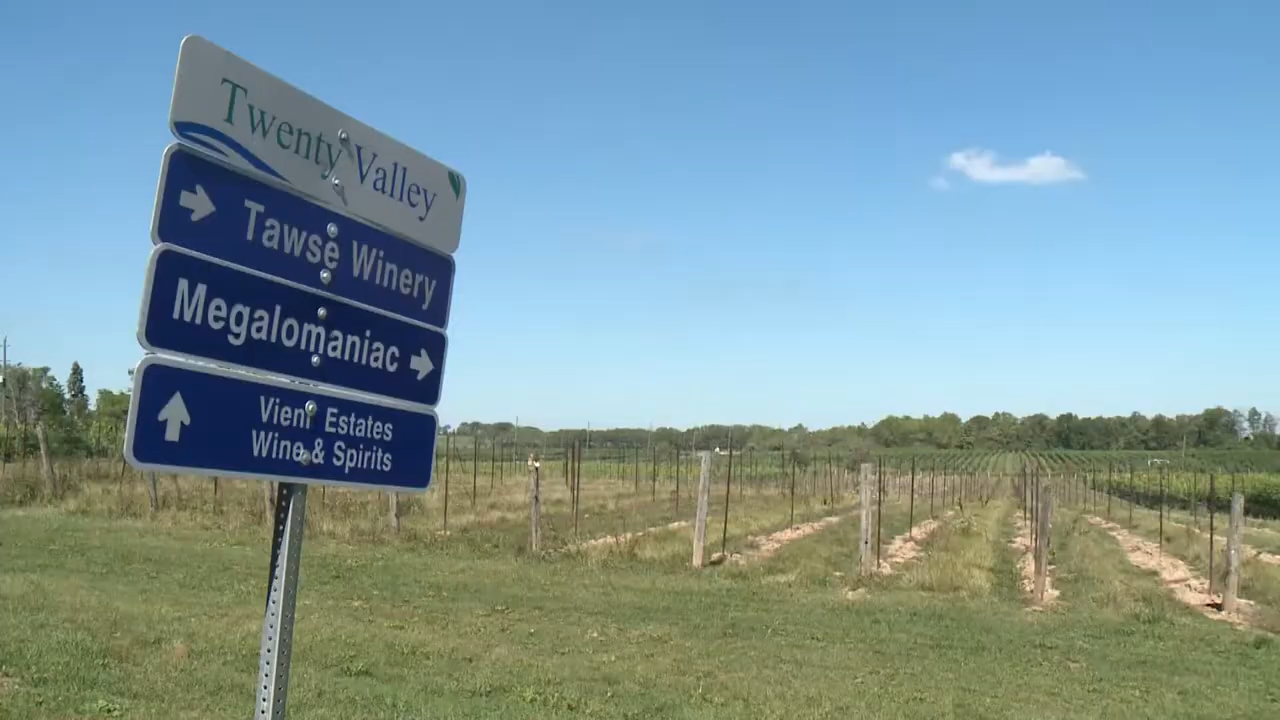 Twenty Valley
Tawse Winery
Megalomaniac
Vieni Estates
Wine & Spirits